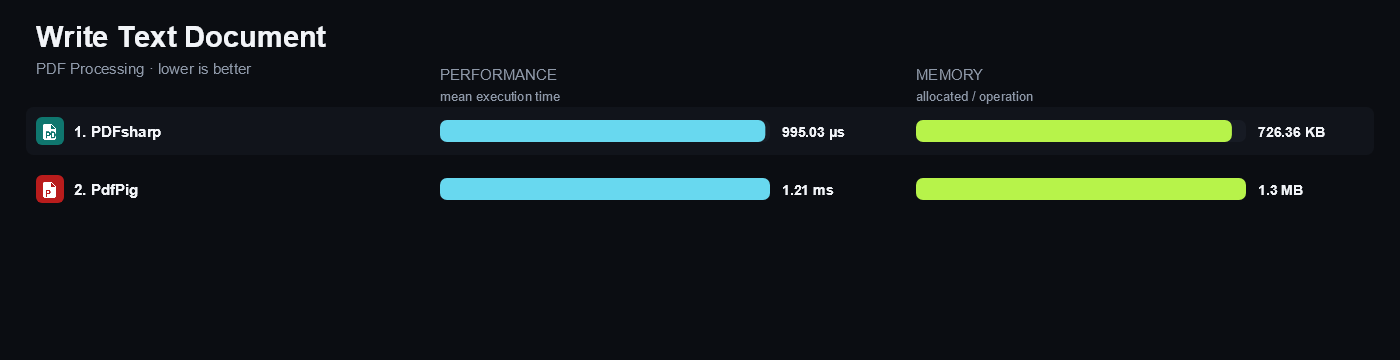 Write Text Document
PDF Processing · lower is better
PERFORMANCE
mean execution time
MEMORY
allocated / operation
PD
1. PDFsharp
995.03 µs
726.36 KB
P
2. PdfPig
1.21 ms
1.3 MB